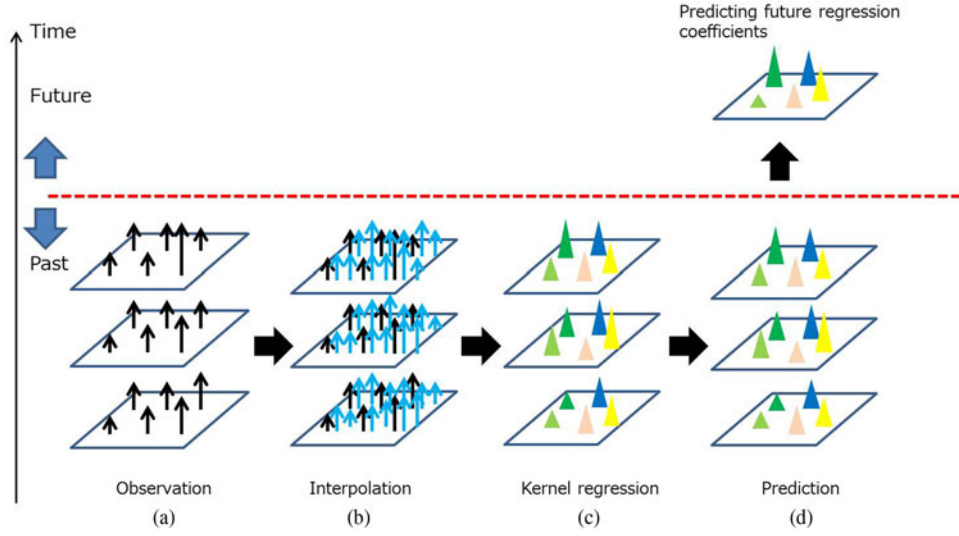 Time
Predicting future regression
coefficients
Future
Past
Observation
Interpolation
Kernel regression
Prediction
(a)
(b)
(c)
(d)